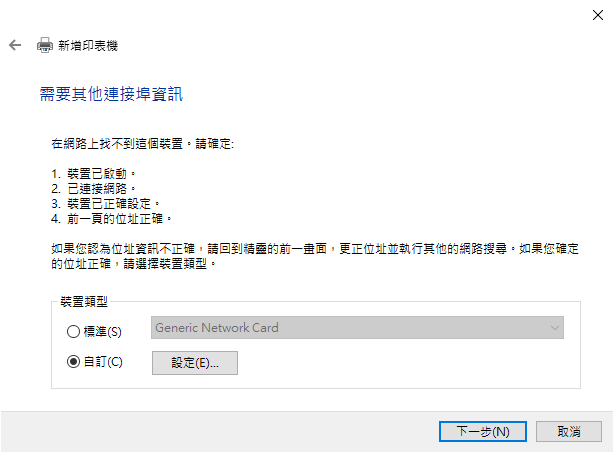 新增印表機
需要其他連接埠資訊
在網路上找不到這個裝置。請確定:
1. 裝置已啟動。
2. 已連接網路。
3. 裝置已正確設定。
4. 前一頁的位址正確。
如果您認為位址資訊不正確，請回到精靈的前一畫面，更正位址並執行其他的網路搜尋。如果您確定
的位址正確，請選擇裝置類型。
裝置類型
標準(S)
Generic Network Card
自訂(C)
設定(E)...
下一步(N)
取消